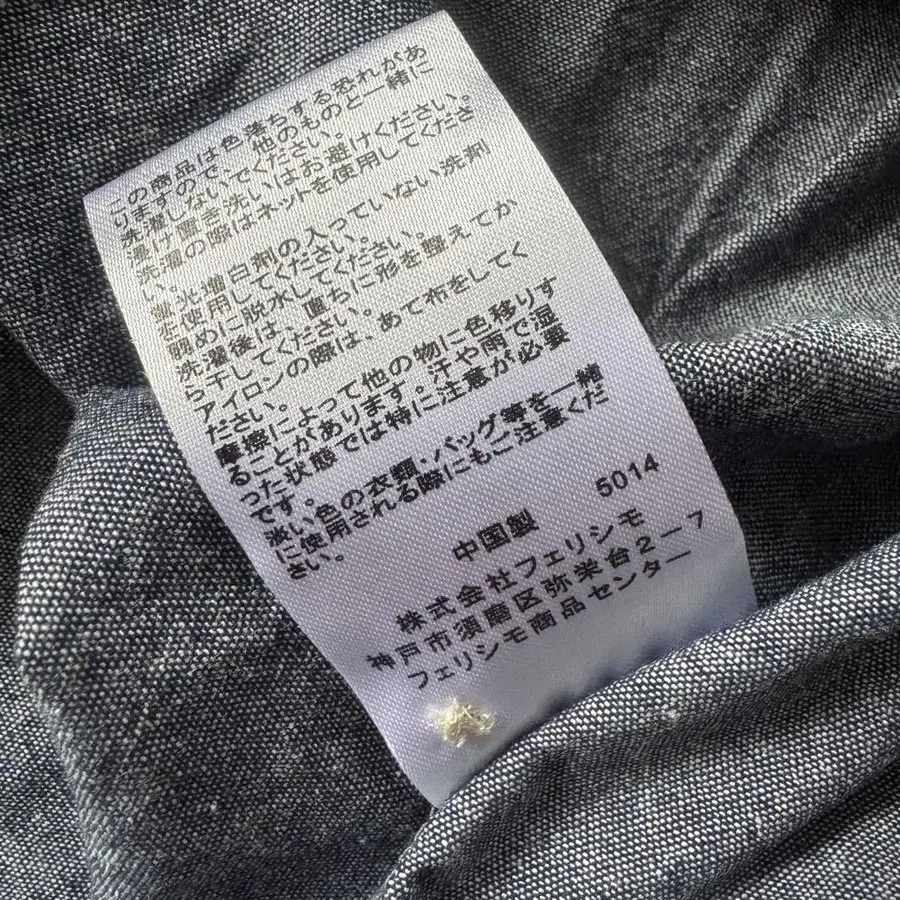 この商品は色落ちする恐れがあ
りますので、他のものと一緒に
洗濯しないでください。
浸け置き洗いはお避けください。
洗濯の際はネットを使用してくださ
い。
蛍光増白剤の入っていない洗剤
を使用してください。
弱めに脱水してください。
洗濯後は、直ちに形を整えてか
ら干してください。
アイロンの際は、あて布をしてく
ださい。
摩擦によって他の物に色移りす
ることがあります。汗や雨で湿
った状態では特に注意が必要
です。
淡い色の衣類・バッグ等を一緒
に使用される際にもご注意くだ
さい。
5014
中国製
株式会社フェリシモ
神戸市須磨区弥栄台2-7
フェリシモ商品センター